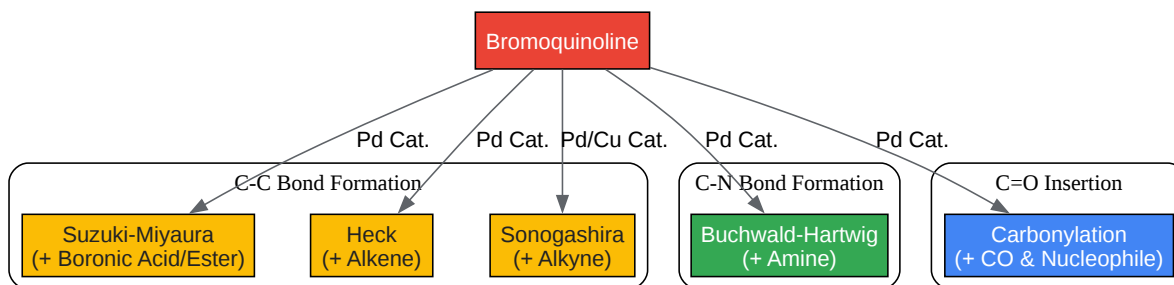 Bromoquinoline
Pd Cat.
Pd Cat.
Pd/Cu Cat.
Pd Cat.
Pd Cat.
C-C Bond Formation
C-N Bond Formation
C=O Insertion
Suzuki-Miyaura
(+ Boronic Acid/Ester)
Heck
(+ Alkene)
Sonogashira
(+ Alkyne)
Buchwald-Hartwig
(+ Amine)
Carbonylation
(+ CO & Nucleophile)